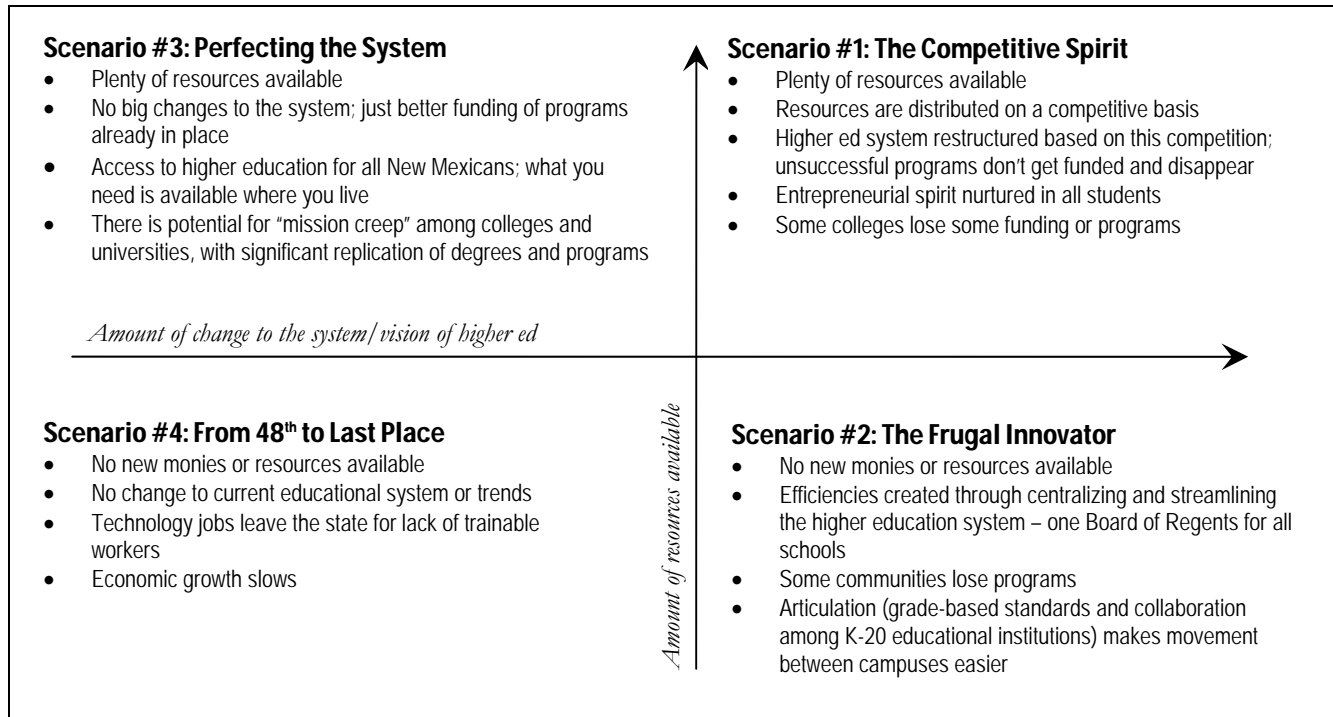 Scenario #3: Perfecting the System
• Plenty of resources available
• No big changes to the system; just better funding of programs
already in place
• Access to higher education for all New Mexicans; what you
need is available where you live
• There is potential for “mission creep” among colleges and
universities, with significant replication of degrees and programs
Scenario #1: The Competitive Spirit
• Plenty of resources available
• Resources are distributed on a competitive basis
• Higher ed system restructured based on this competition;
unsuccessful programs don’t get funded and disappear
• Entrepreneurial spirit nurtured in all students
• Some colleges lose some funding or programs
Amount of change to the system/vision of higher ed
Amount of resources available
Scenario #4: From 48th to Last Place
• No new monies or resources available
• No change to current educational system or trends
• Technology jobs leave the state for lack of trainable
workers
• Economic growth slows
Scenario #2: The Frugal Innovator
• No new monies or resources available
• Efficiencies created through centralizing and streamlining
the higher education system – one Board of Regents for all
schools
• Some communities lose programs
• Articulation (grade-based standards and collaboration
among K-20 educational institutions) makes movement
between campuses easier